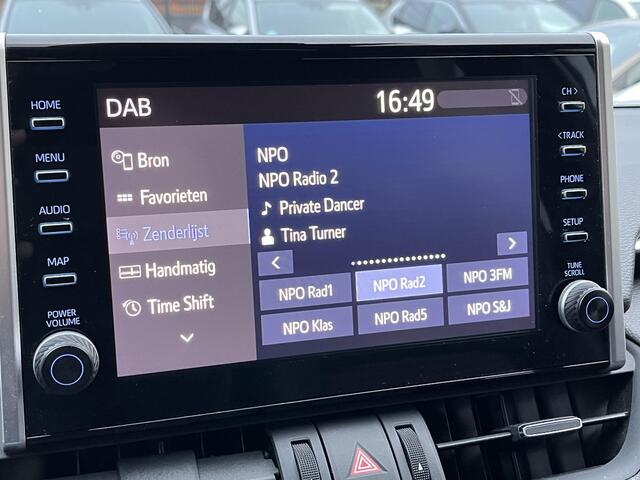 HOME
MENU
AUDIO
MAP
POWER
VOLUME
DAB
16:49
Bron
Favorieten
Zenderlijst
Handmatig
Time Shift
NPO
NPO Radio 2
Private Dancer
Tina Turner
< >
NPO Rad1 NPO Rad2 NPO 3FM
NPO Klas NPO Rad5 NPO S&J
CH >
< TRACK
PHONE
SETUP
TUNE
SCROLL